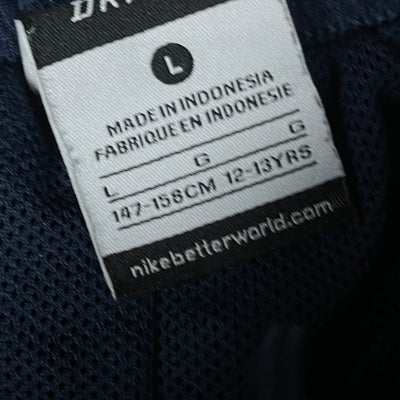 L
MADE IN INDONESIA
FABRIQUE EN INDONESIE
L G G
147-158CM 12-13YRS
nikebetterworld.com